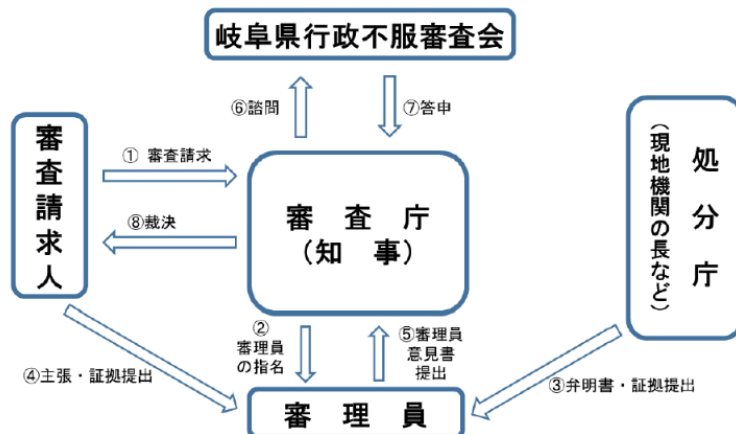 岐阜県行政不服審査会
⑥諮問
⑦答申
審査請求人
① 審査請求
⑧裁決
審 査 庁
（知　事）
処 分 庁
（現地機関の長など）
②
審理員
の指名
⑤審理員
意見書
提出
④主張・証拠提出
③弁明書・証拠提出
審 理 員